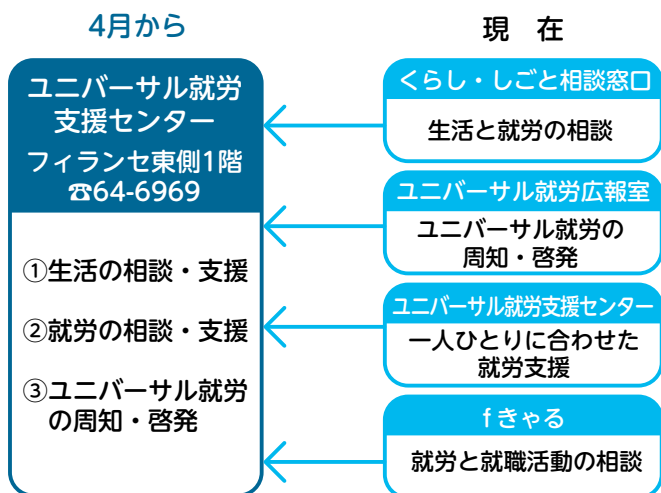 4月から
ユニバーサル就労
支援センター
フィランセ東側1階
☎64-6969
①生活の相談・支援
②就労の相談・支援
③ユニバーサル就労
の周知・啓発
現 在
くらし・しごと相談窓口
生活と就労の相談
ユニバーサル就労広報室
ユニバーサル就労の
周知・啓発
ユニバーサル就労支援センター
一人ひとりに合わせた
就労支援
fきゃる
就労と就職活動の相談